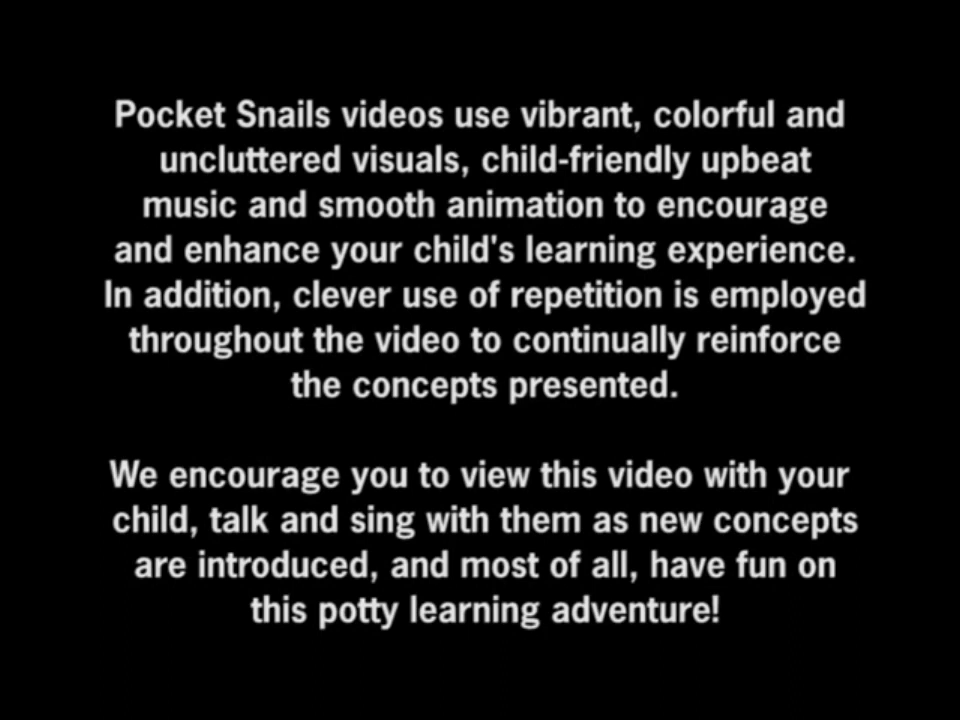 Pocket Snails videos use vibrant, colorful and
uncluttered visuals, child-friendly upbeat
music and smooth animation to encourage
and enhance your child's learning experience.
In addition, clever use of repetition is employed
throughout the video to continually reinforce
the concepts presented.
We encourage you to view this video with your
child, talk and sing with them as new concepts
are introduced, and most of all, have fun on
this potty learning adventure!